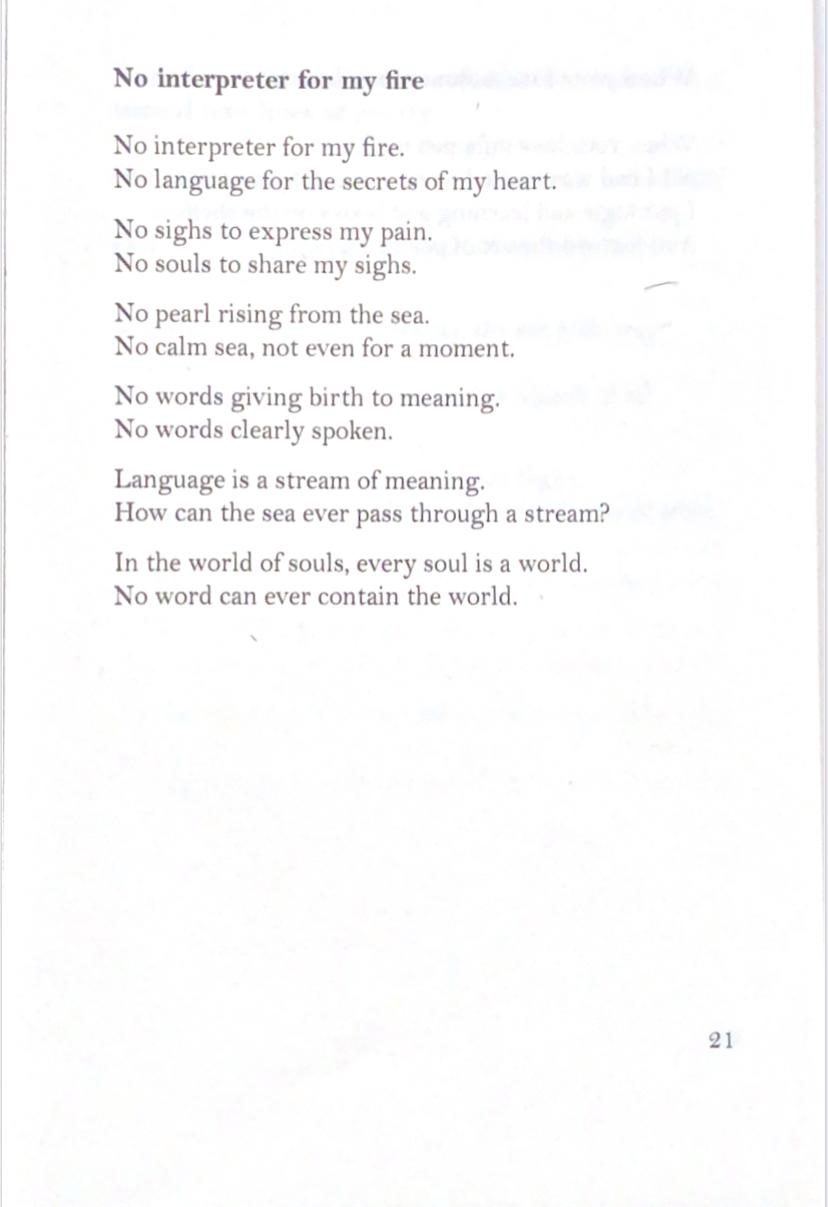 No interpreter for my fire
No interpreter for my fire.
No language for the secrets of my heart.
No sighs to express my pain.
No souls to share my sighs.
No pearl rising from the sea.
No calm sea, not even for a moment.
No words giving birth to meaning.
No words clearly spoken.
Language is a stream of meaning.
How can the sea ever pass through a stream?
In the world of souls, every soul is a world.
No word can ever contain the world.
21